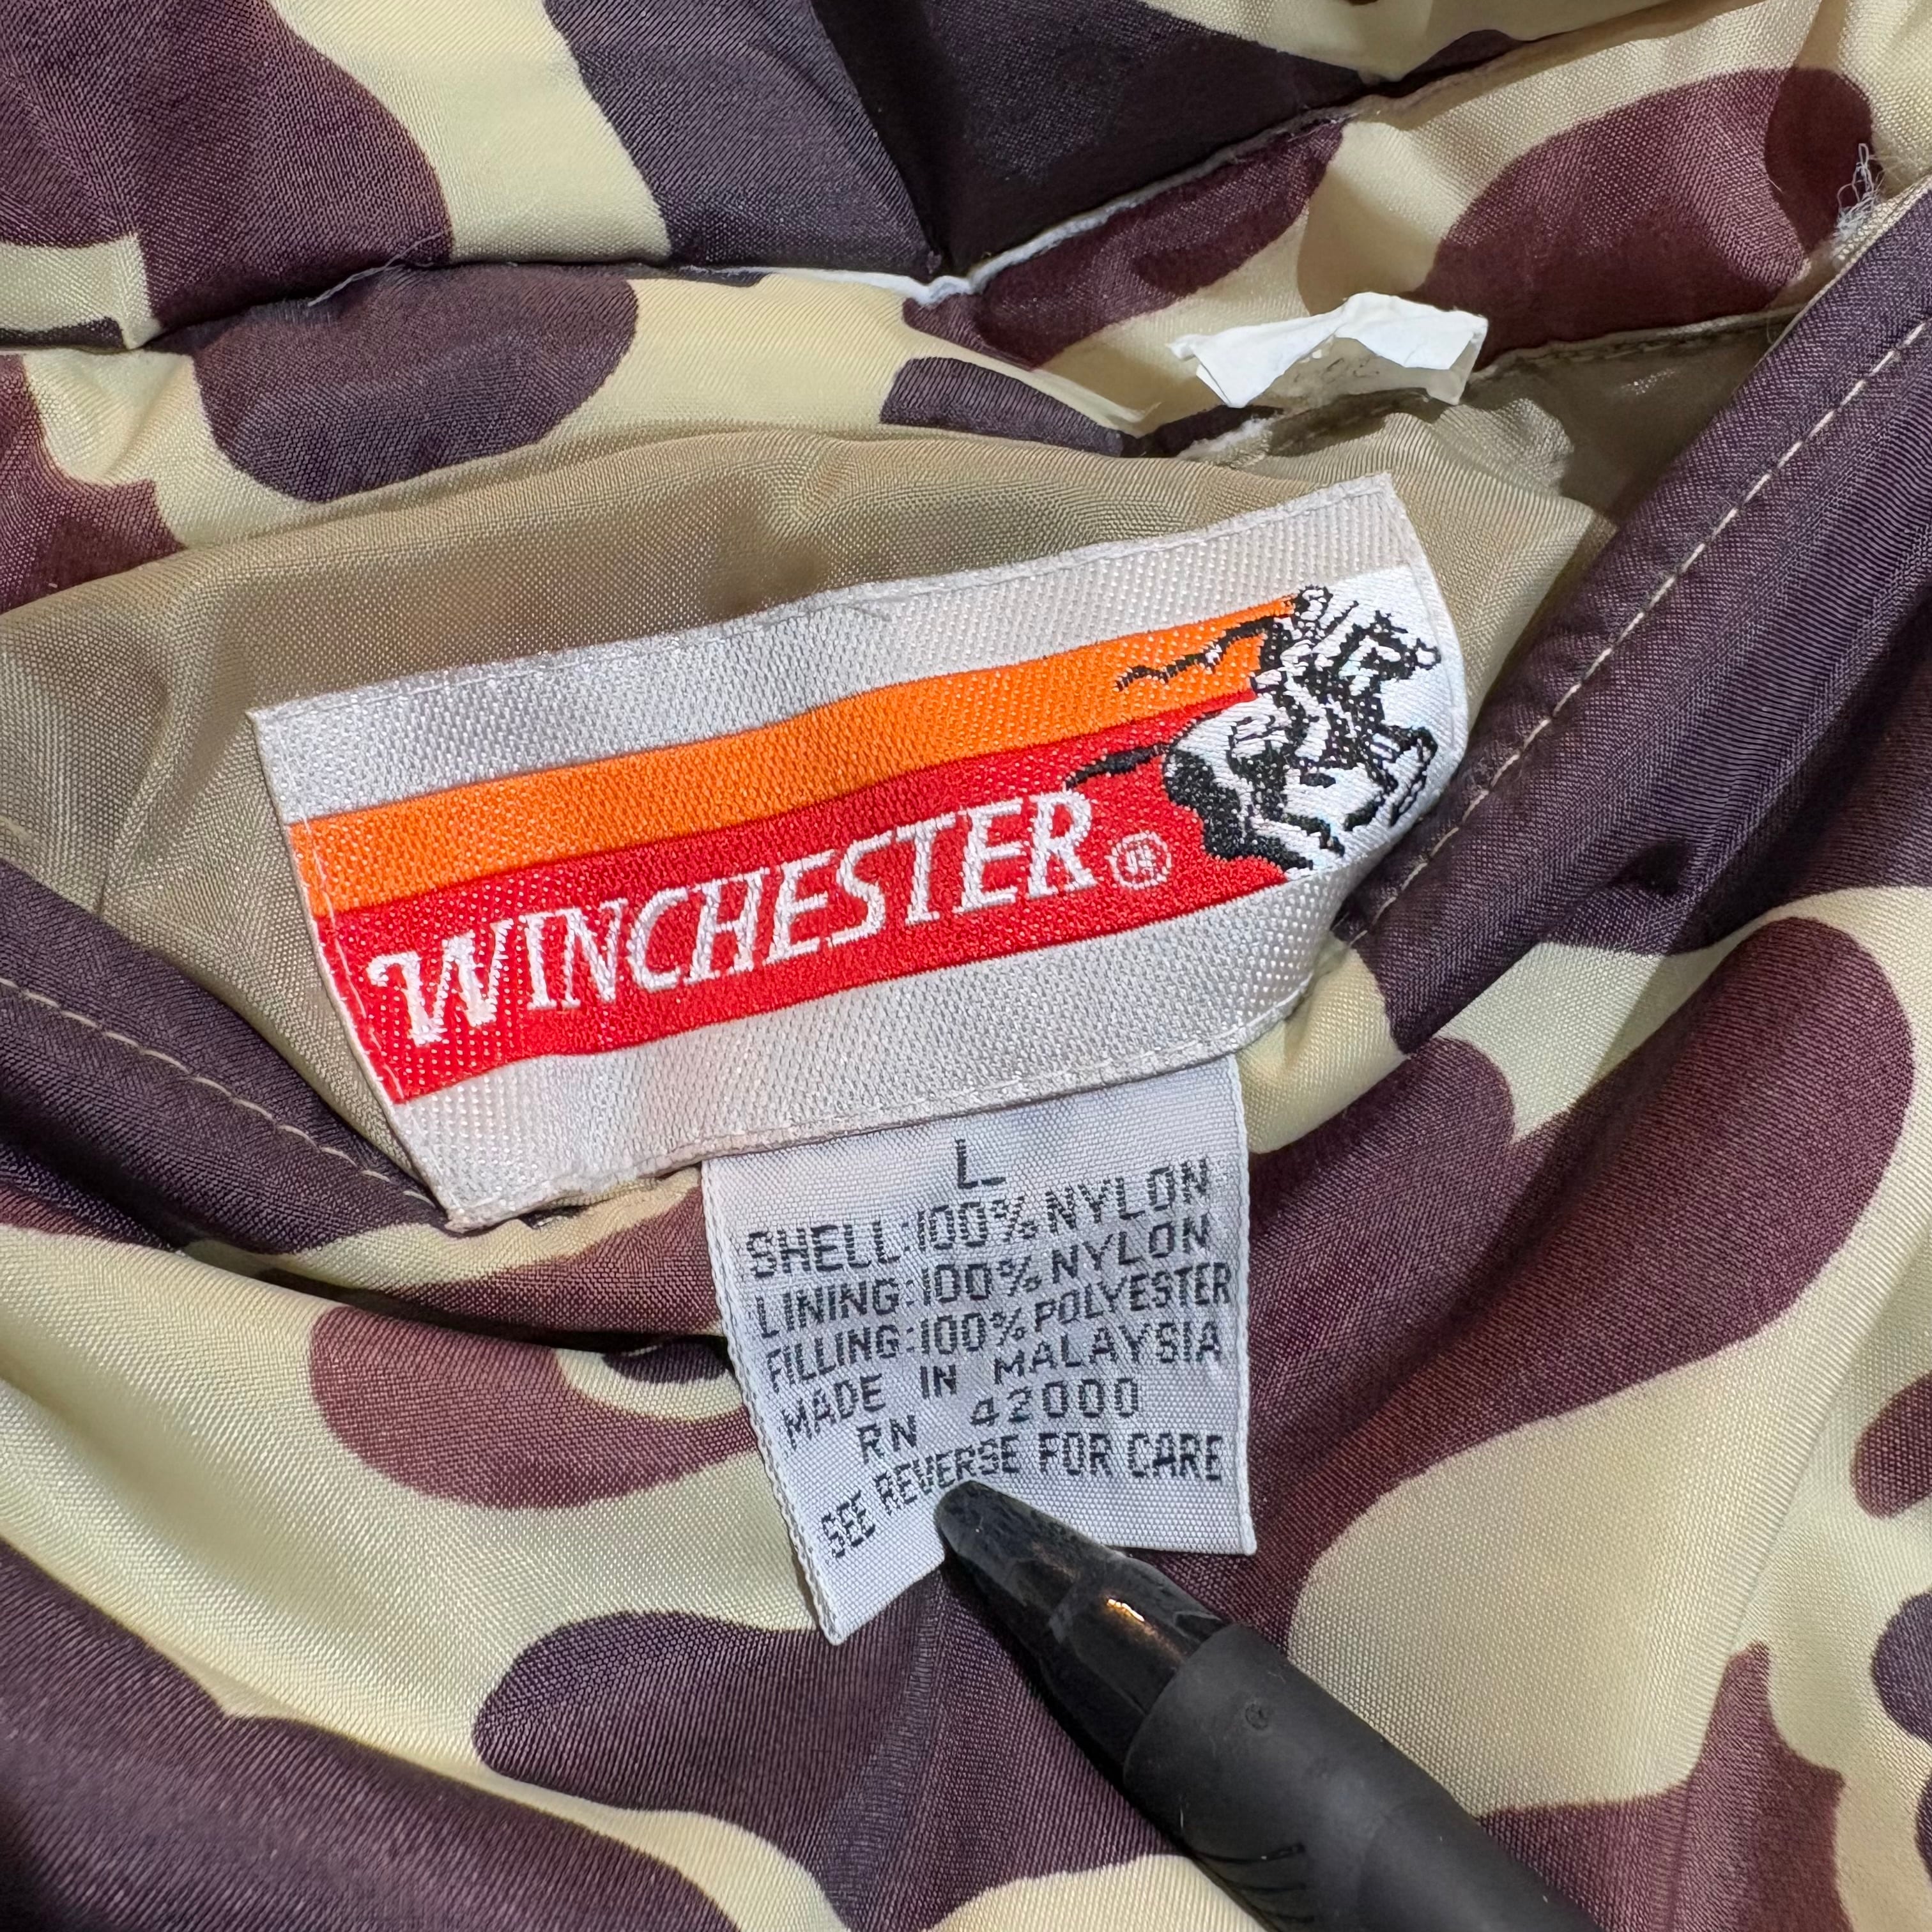 WINCHESTER®
L
SHELL:100% NYLON
LINING:100% NYLON
FILLING:100% POLYESTER
MADE IN MALAYSIA
RN 42000
SEE REVERSE FOR CARE